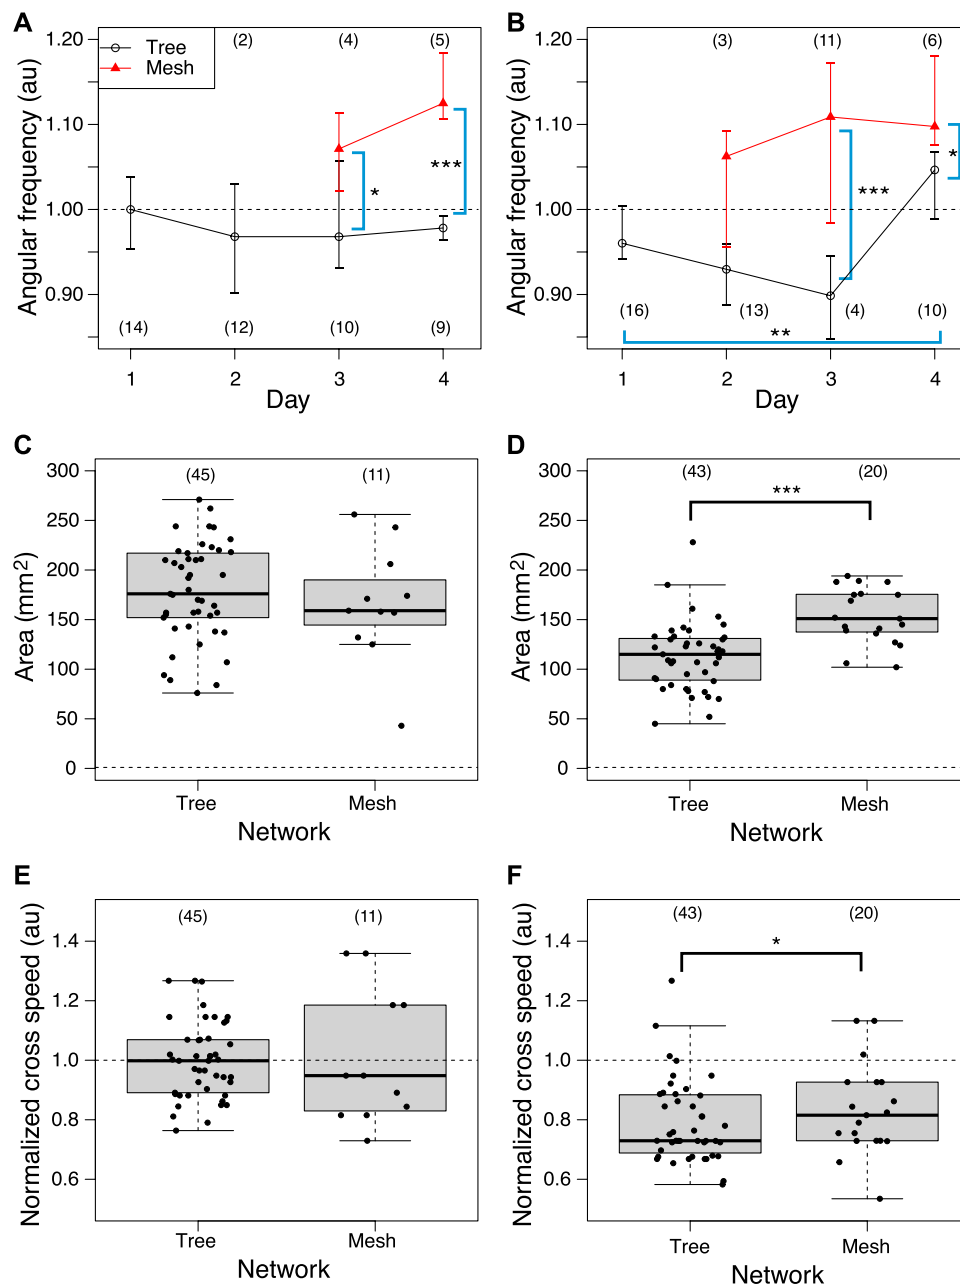 A
Angular frequency (au)
1.20
1.10
1.00
0.90
Tree
Mesh
(2) (4) (5)
*
***
(14) (12) (10) (9)
1 2 3 4
Day
B
Angular frequency (au)
1.20
1.10
1.00
0.90
(3) (11) (6)
***
*
(16) (13) (4) (10)
**
1 2 3 4
Day
C
Area (mm2)
300
250
200
150
100
50
0
(45) (11)
Tree Mesh
Network
D
Area (mm2)
300
250
200
150
100
50
0
(43) (20)
***
Tree Mesh
Network
E
Normalized cross speed (au)
1.4
1.2
1.0
0.8
0.6
(45) (11)
Tree Mesh
Network
F
Normalized cross speed (au)
1.4
1.2
1.0
0.8
0.6
(43) (20)
*
Tree Mesh
Network